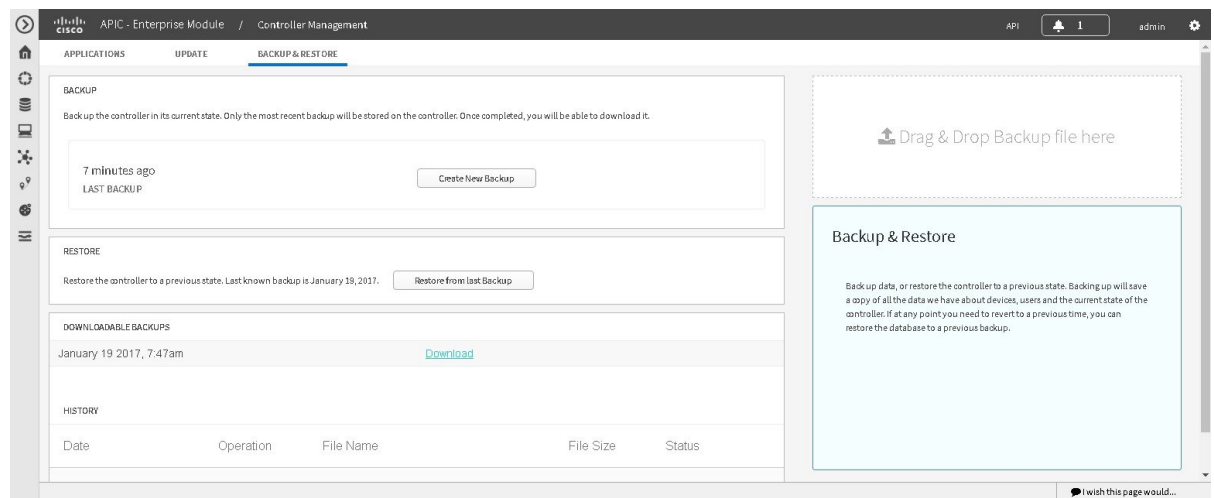 cisco
APIC - Enterprise Module / Controller Management
API
1
admin
APPLICATIONS
UPDATE
BACKUP & RESTORE
BACKUP
Back up the controller in its current state. Only the most recent backup will be stored on the controller. Once completed, you will be able to download it.
7 minutes ago
LAST BACKUP
Create New Backup
RESTORE
Restore the controller to a previous state. Last known backup is January 19, 2017.
Restore from last Backup
DOWNLOADABLE BACKUPS
January 19 2017, 7:47am
Download
HISTORY
Date Operation File Name File Size Status
Drag & Drop Backup file here
Backup & Restore
Back up data, or restore the controller to a previous state. Backing up will save
a copy of all the data we have about devices, users and the current state of the
controller. If at any point you need to revert to a previous time, you can
restore the database to a previous backup.
I wish this page would...